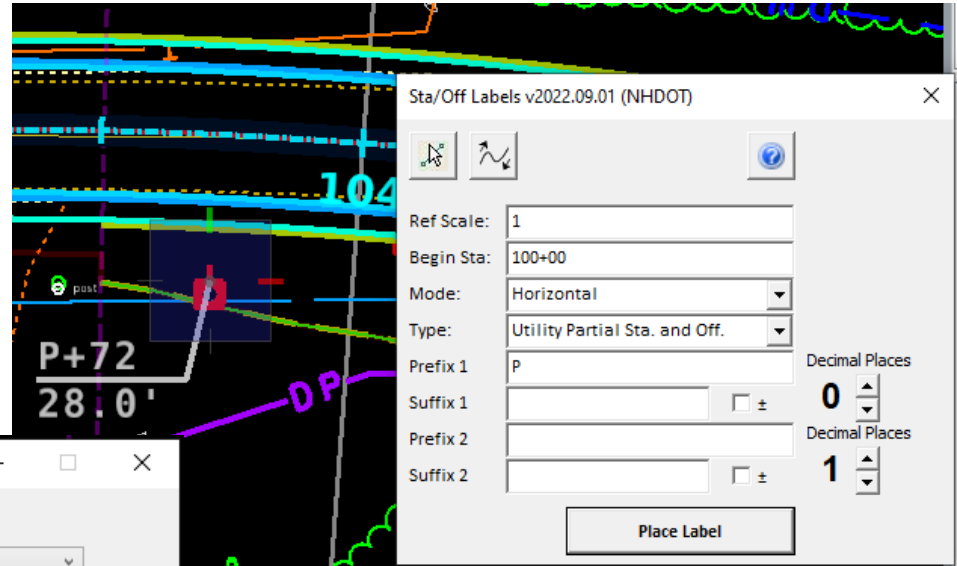 Sta/Off Labels v2022.09.01 (NHDOT)
104
Ref Scale: 1
Begin Sta: 100+00
Mode: Horizontal
Type: Utility Partial Sta. and Off.
Prefix 1 P
Decimal Places
Suffix 1 ± 0
Prefix 2
Decimal Places
Suffix 2 ± 1
Place Label
post
P+72
28.0'
DP